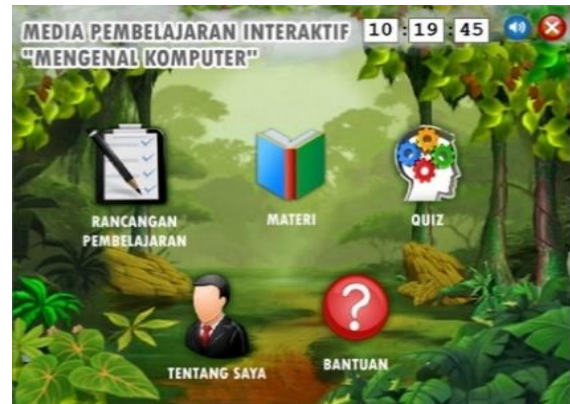 MEDIA PEMBELAJARAN INTERAKTIF 10 : 19 : 45
"MENGENAL KOMPUTER"
RANCANGAN
PEMBELAJARAN
MATERI
QUIZ
?
TENTANG SAYA
BANTUAN